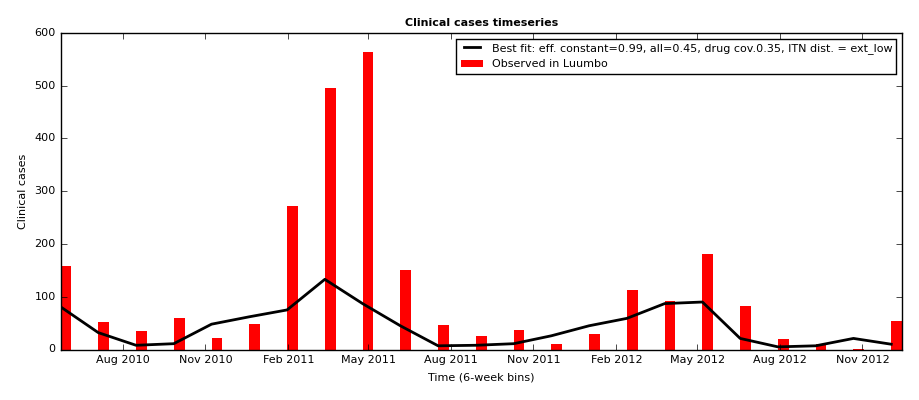 Clinical cases timeseries
600
500
400
300
200
100
0
Clinical cases
Best fit: eff. constant=0.99, all=0.45, drug cov.0.35, ITN dist. = ext_low
Observed in Luumbo
Aug 2010 Nov 2010 Feb 2011 May 2011 Aug 2011 Nov 2011 Feb 2012 May 2012 Aug 2012 Nov 2012
Time (6-week bins)